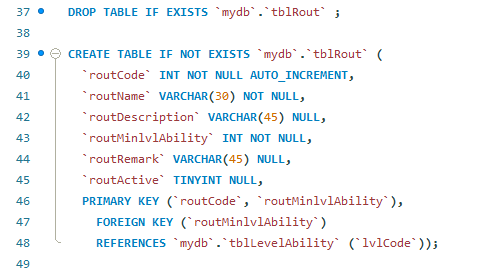 37 DROP TABLE IF EXISTS `mydb`.`tblRout` ;
38
39 CREATE TABLE IF NOT EXISTS `mydb`.`tblRout` (
40 `routCode` INT NOT NULL AUTO_INCREMENT,
41 `routName` VARCHAR(30) NOT NULL,
42 `routDescription` VARCHAR(45) NULL,
43 `routMinlvlAbility` INT NOT NULL,
44 `routRemark` VARCHAR(45) NULL,
45 `routActive` TINYINT NULL,
46 PRIMARY KEY (`routCode`, `routMinlvlAbility`),
47 FOREIGN KEY (`routMinlvlAbility`)
48 REFERENCES `mydb`.`tblLevelAbility` (`lvlCode`));
49